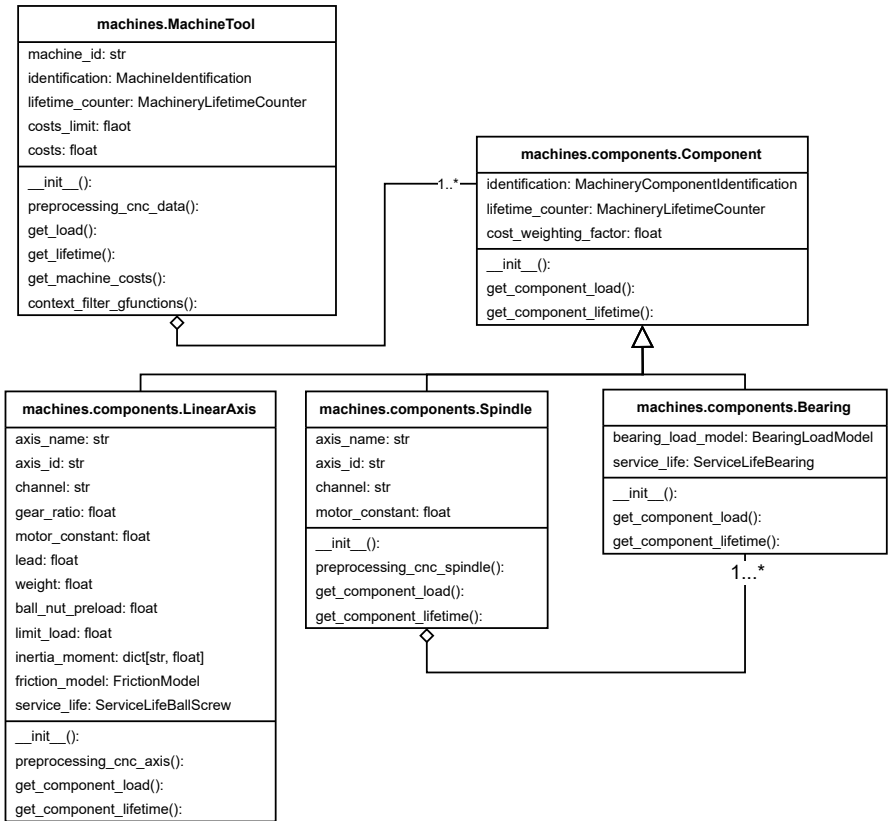 machines.MachineTool
machine_id: str
identification: MachineIdentification
lifetime_counter: MachineryLifetimeCounter
costs_limit: flaot
costs: float
__init__():
preprocessing_cnc_data():
get_load():
get_lifetime():
get_machine_costs():
context_filter_gfunctions():
1..*
machines.components.Component
identification: MachineryComponentIdentification
lifetime_counter: MachineryLifetimeCounter
cost_weighting_factor: float
__init__():
get_component_load():
get_component_lifetime():
machines.components.LinearAxis
axis_name: str
axis_id: str
channel: str
gear_ratio: float
motor_constant: float
lead: float
weight: float
ball_nut_preload: float
limit_load: float
inertia_moment: dict[str, float]
friction_model: FrictionModel
service_life: ServiceLifeBallScrew
__init__():
preprocessing_cnc_axis():
get_component_load():
get_component_lifetime():
machines.components.Spindle
axis_name: str
axis_id: str
channel: str
motor_constant: float
__init__():
preprocessing_cnc_spindle():
get_component_load():
get_component_lifetime():
machines.components.Bearing
bearing_load_model: BearingLoadModel
service_life: ServiceLifeBearing
__init__():
get_component_load():
get_component_lifetime():
1...*